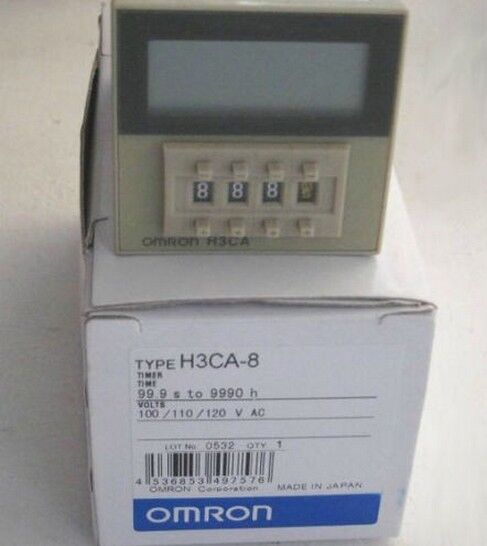 8 8 8
OMRON H3CA
TYPE H3CA-8
TIMER
TIME
99.9 s to 9990 h
VOLTS
100/110/120 V AC
LOT No. 0532 QTY 1
4 536853 497576
OMRON Corporation MADE IN JAPAN
OMRON